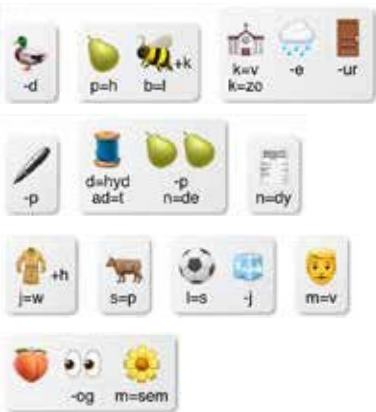 -d p=h b=l +k k=v -e -ur
k=zo
-p d=hyd -p n=dy
ad=t n=de
+h
j=w s=p l=s -j m=v
-og m=sem